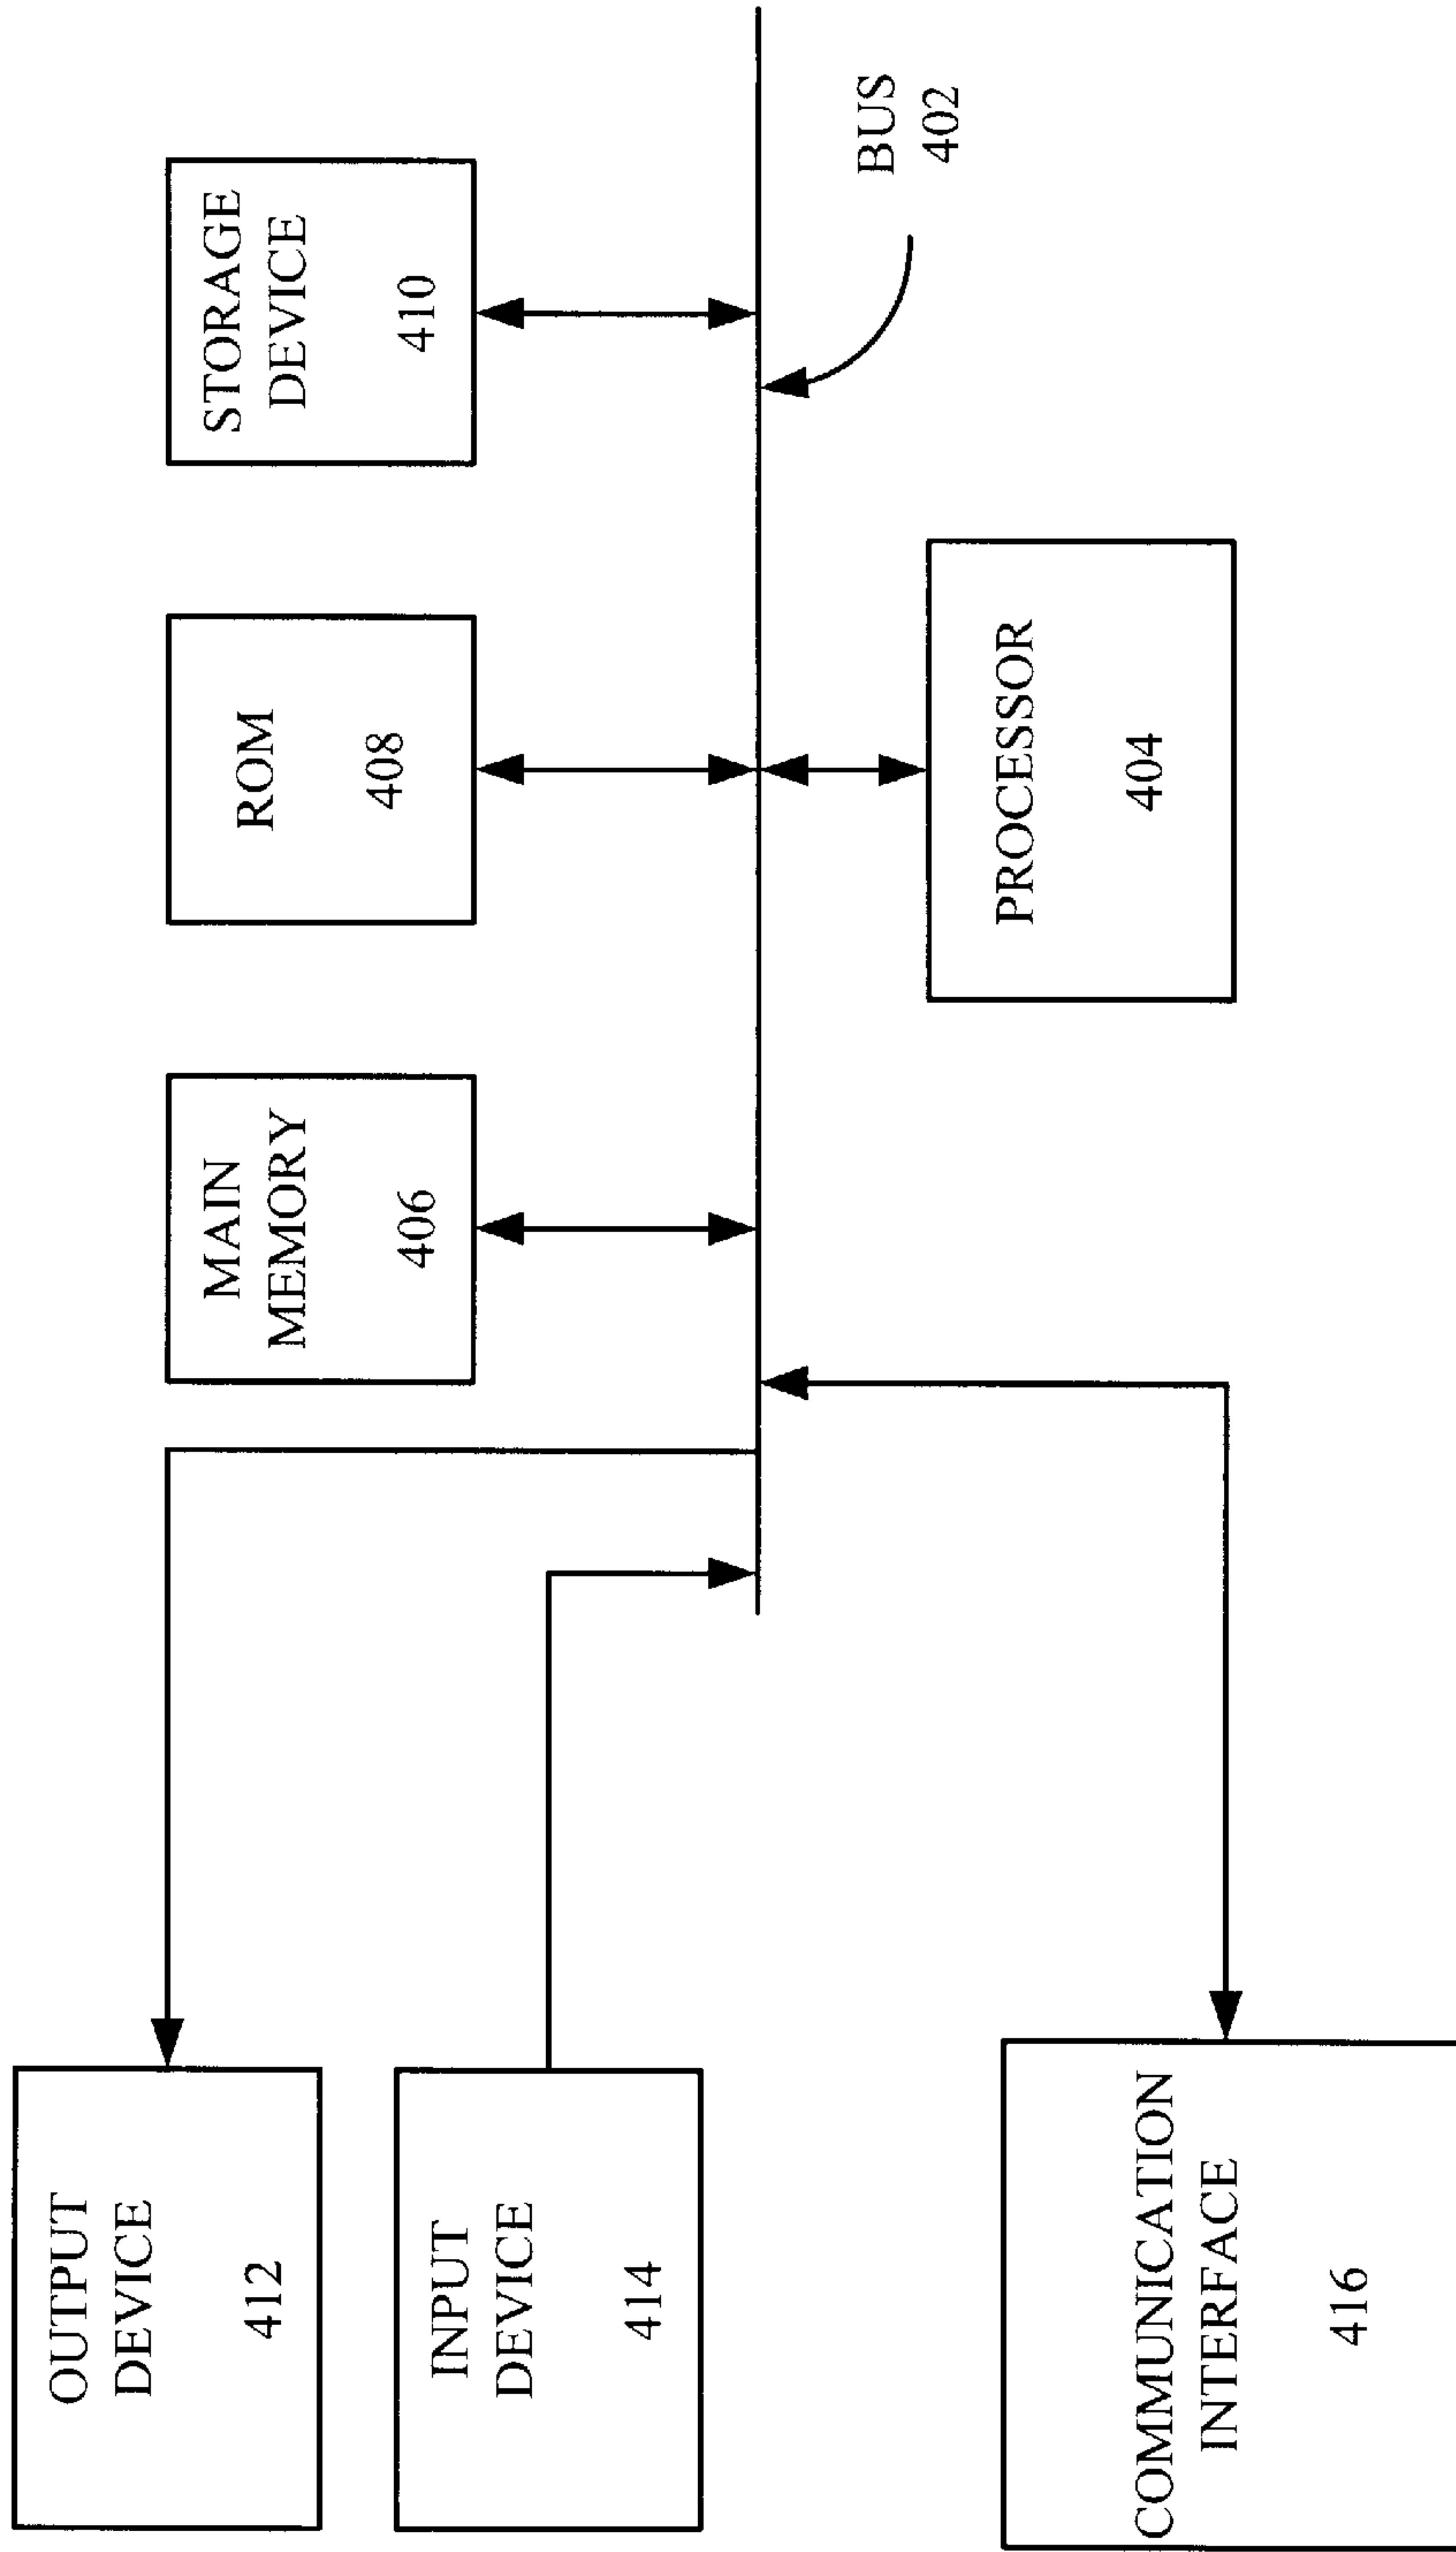 OUTPUT
DEVICE
412
INPUT
DEVICE
414
COMMUNICATION
INTERFACE
416
MAIN
MEMORY
406
ROM
408
STORAGE
DEVICE
410
PROCESSOR
404
BUS
402